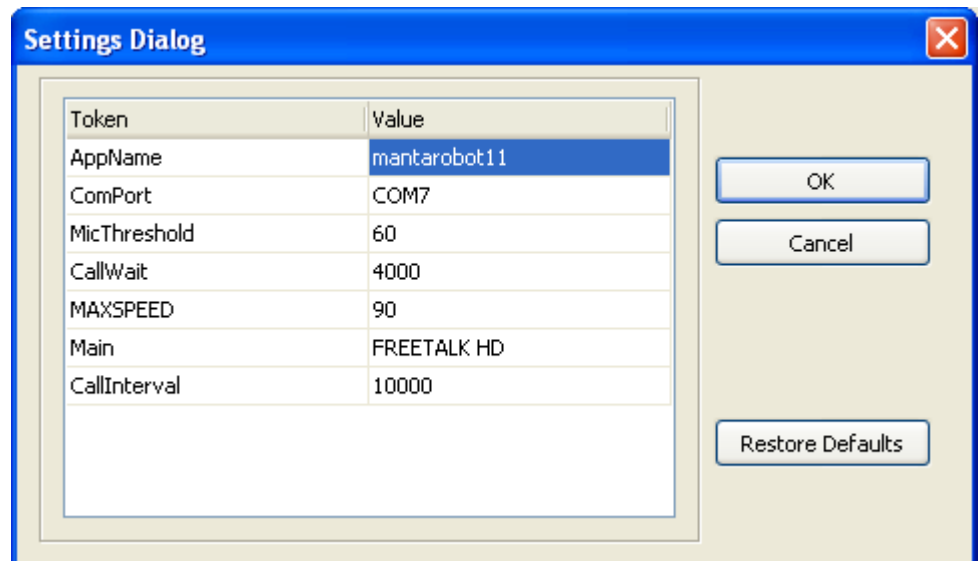 Settings Dialog
Token Value
AppName mantarobot11
ComPort COM7
MicThreshold 60
CallWait 4000
MAXSPEED 90
Main FREETALK HD
CallInterval 10000
OK
Cancel
Restore Defaults